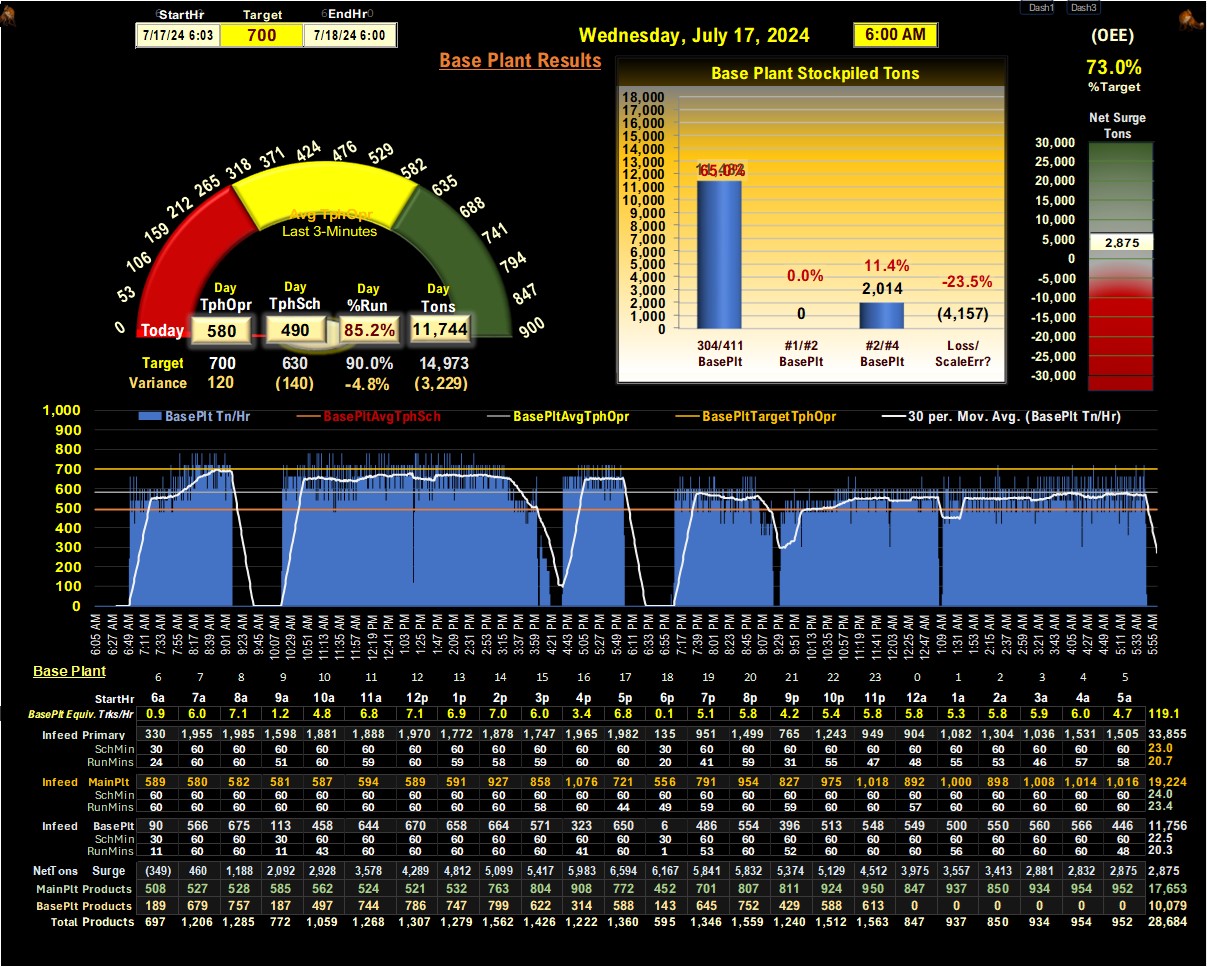 Dash1 Dash3
StartHr Target EndHr
7/17/24 6:03 700 7/18/24 6:00
Wednesday, July 17, 2024 6:00 AM
(OEE)
73.0%
%Target
Base Plant Results
Base Plant Stockpiled Tons
18,000
17,000
16,000
15,000
14,000
13,000
12,000
11,000
10,000
9,000
8,000
7,000
6,000
5,000
4,000
3,000
2,000
1,000
0
65.0%
0.0%
0
11.4%
2,014
-23.5%
(4,157)
304/411 BasePlt
#1/#2 BasePlt
#2/#4 BasePlt
Loss/ ScaleErr?
Net Surge
Tons
30,000
25,000
20,000
15,000
10,000
5,000
0
-5,000
-10,000
-15,000
-20,000
-25,000
-30,000
2,875
0 53 106 159 212 265 318 371 424 476 529 582 635 688 741 794 847 900
Avg TphOpr
Last 3-Minutes
Day Day Day Day
TphOpr TphSch %Run Tons
Today 580 490 85.2% 11,744
Target 700 630 90.0% 14,973
Variance 120 (140) -4.8% (3,229)
BasePlt Tn/Hr BasePltAvgTphSch BasePltAvgTphOpr BasePltTargetTphOpr 30 per. Mov. Avg. (BasePlt Tn/Hr)
1,000
900
800
700
600
500
400
300
200
100
0
6:05 AM 6:27 AM 6:49 AM 7:11 AM 7:33 AM 7:55 AM 8:17 AM 8:39 AM 9:01 AM 9:23 AM 9:45 AM 10:07 AM 10:29 AM 10:51 AM 11:13 AM 11:35 AM 11:57 AM 12:19 PM 12:41 PM 1:03 PM 1:25 PM 1:47 PM 2:09 PM 2:31 PM 2:53 PM 3:15 PM 3:37 PM 3:59 PM 4:21 PM 4:43 PM 5:05 PM 5:27 PM 5:49 PM 6:11 PM 6:33 PM 6:55 PM 7:17 PM 7:39 PM 8:01 PM 8:23 PM 8:45 PM 9:07 PM 9:29 PM 9:51 PM 10:13 PM 10:35 PM 10:57 PM 11:19 PM 11:41 PM 12:03 AM 12:25 AM 12:47 AM 1:09 AM 1:31 AM 1:53 AM 2:15 AM 2:37 AM 2:59 AM 3:21 AM 3:43 AM 4:05 AM 4:27 AM 4:49 AM 5:11 AM 5:33 AM 5:55 AM
Base Plant
6 7 8 9 10 11 12 13 14 15 16 17 18 19 20 21 22 23 0 1 2 3 4 5
StartHr 6a 7a 8a 9a 10a 11a 12p 1p 2p 3p 4p 5p 6p 7p 8p 9p 10p 11p 12a 1a 2a 3a 4a 5a
BasePlt Equiv. Trks/Hr 0.9 6.0 7.1 1.2 4.8 6.8 7.1 6.9 7.0 6.0 3.4 6.8 0.1 5.1 5.8 4.2 5.4 5.8 5.8 5.3 5.8 5.9 6.0 4.7 119.1
Infeed Primary 330 1,955 1,985 1,598 1,881 1,888 1,970 1,772 1,878 1,747 1,965 1,982 135 951 1,499 765 1,243 949 904 1,082 1,304 1,036 1,531 1,505 33,855
SchMin 30 60 60 60 60 60 60 60 60 60 60 60 30 60 60 60 60 60 60 60 60 60 60 60 23.0
RunMins 24 60 60 51 60 59 60 59 58 59 60 60 20 41 59 31 55 47 48 55 53 46 57 58 20.7
Infeed MainPlt 589 580 582 581 587 594 589 591 927 858 1,076 721 556 791 954 827 975 1,018 892 1,000 898 1,008 1,014 1,016 19,224
SchMin 60 60 60 60 60 60 60 60 60 60 60 60 60 60 60 60 60 60 60 60 60 60 60 60 24.0
RunMins 60 60 60 60 60 60 60 60 60 58 60 44 49 59 60 59 60 60 57 60 60 60 60 60 23.4
Infeed BasePlt 90 566 675 113 458 644 670 658 664 571 323 650 6 486 554 396 513 548 549 500 550 560 566 446 11,756
SchMin 30 60 60 30 60 60 60 60 60 60 60 60 30 60 60 60 60 60 60 60 60 60 60 60 22.5
RunMins 11 60 60 11 43 60 60 60 60 60 41 60 1 53 60 52 60 60 60 56 60 60 60 48 20.3
NetTons Surge (349) 460 1,188 2,092 2,928 3,578 4,289 4,812 5,099 5,417 5,983 6,594 6,167 5,841 5,832 5,374 5,129 4,512 3,975 3,557 3,413 2,881 2,832 2,875 2,875
MainPlt Products 508 527 528 585 562 524 521 532 763 804 908 772 452 701 807 811 924 950 847 937 850 934 954 952 17,653
BasePlt Products 189 679 757 187 497 744 786 747 799 622 314 588 143 645 752 429 588 613 0 0 0 0 0 0 10,079
Total Products 697 1,206 1,285 772 1,059 1,268 1,307 1,279 1,562 1,426 1,222 1,360 595 1,346 1,559 1,240 1,512 1,563 847 937 850 934 954 952 28,684